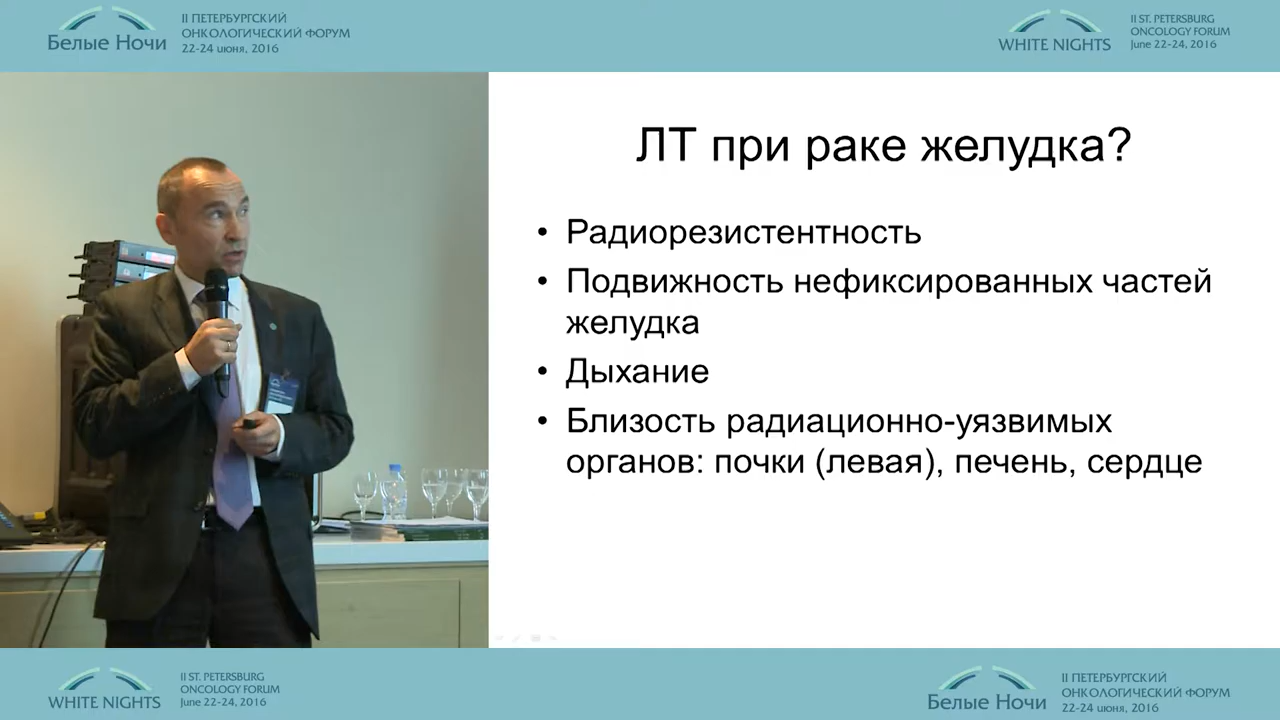 Белые Ночи
II ПЕТЕРБУРГСКИЙ
ОНКОЛОГИЧЕСКИЙ ФОРУМ
22-24 июня, 2016
WHITE NIGHTS
II ST. PETERSBURG
ONCOLOGY FORUM
June 22-24, 2016
ЛТ при раке желудка?
• Радиорезистентность
• Подвижность нефиксированных частей
желудка
• Дыхание
• Близость радиационно-уязвимых
органов: почки (левая), печень, сердце
WHITE NIGHTS
II ST. PETERSBURG
ONCOLOGY FORUM
June 22-24, 2016
Белые Ночи
II ПЕТЕРБУРГСКИЙ
ОНКОЛОГИЧЕСКИЙ ФОРУМ
22-24 июня, 2016